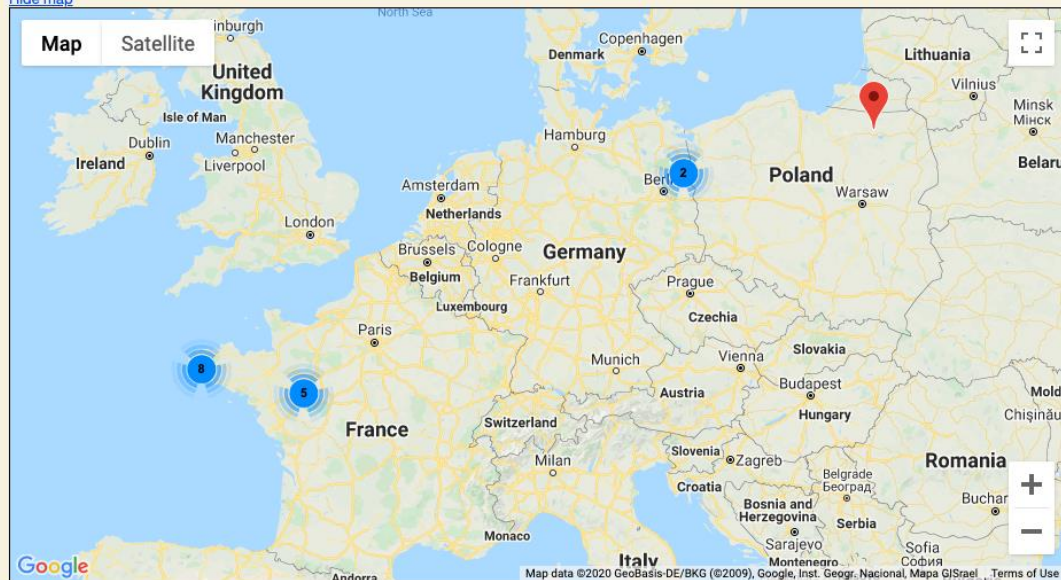 Hide map
North Sea
Map
Satellite
inburgh
Copenhagen
Denmark
Lithuania
United
Kingdom
Vilnius
Isle of Man
Minsk
Мінск
Hamburg
Dublin
Manchester
Ireland
Liverpool
Belaru
2
Berl
Poland
Amsterdam
Warsaw
Netherlands
London
Brussels
Cologne
Germany
Belgium
Frankfurt
Prague
Luxembourg
Czechia
Paris
Slovakia
8
Munich
Vienna
5
Budapest
Austria
Mold
Hungary
Chișinău
France
Switzerland
Slovenia
Zagreb
Milan
Romania
Croatia
Belgrade
Београд
Bosnia and
Herzegovina
Buchar
Serbia
Monaco
Sarajevo
Sofia
София
Italy
Montenegro
Andorra
Google
Map data ©2020 GeoBasis-DE/BKG (©2009), Google, Inst. Geogr. Nacional, Mapa GISrael
Terms of Use